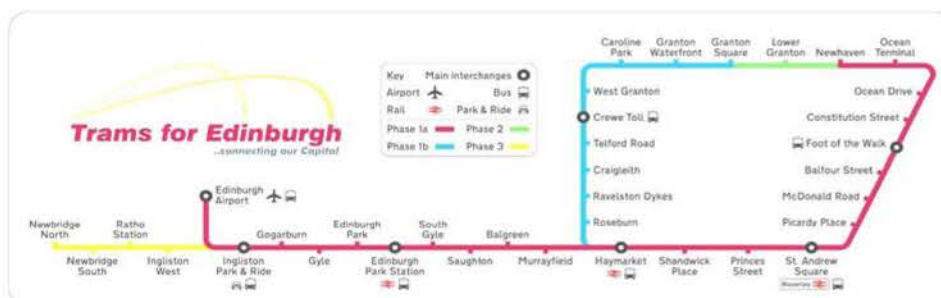 Trams for Edinburgh
...connecting our Capital
Key Main interchanges
Airport Bus
Rail Park & Ride
Phase 1a Phase 2
Phase 1b Phase 3
Caroline
Park
Granton
Waterfront
Granton
Square
Lower
Granton
Newhaven
Ocean
Terminal
West Granton
Crewe Toll
Telford Road
Craigleith
Ravelston Dykes
Roseburn
Ocean Drive
Constitution Street
Foot of the Walk
Balfour Street
McDonald Road
Picardy Place
Edinburgh
Airport
Newbridge
North
Ratho
Station
Gogarburn
Edinburgh
Park
South
Gyle
Balgreen
Newbridge
South
Ingliston
West
Ingliston
Park & Ride
Gyle
Edinburgh
Park Station
Saughton
Murrayfield
Haymarket
Shandwick
Place
Princes
Street
St. Andrew
Square
Waverley